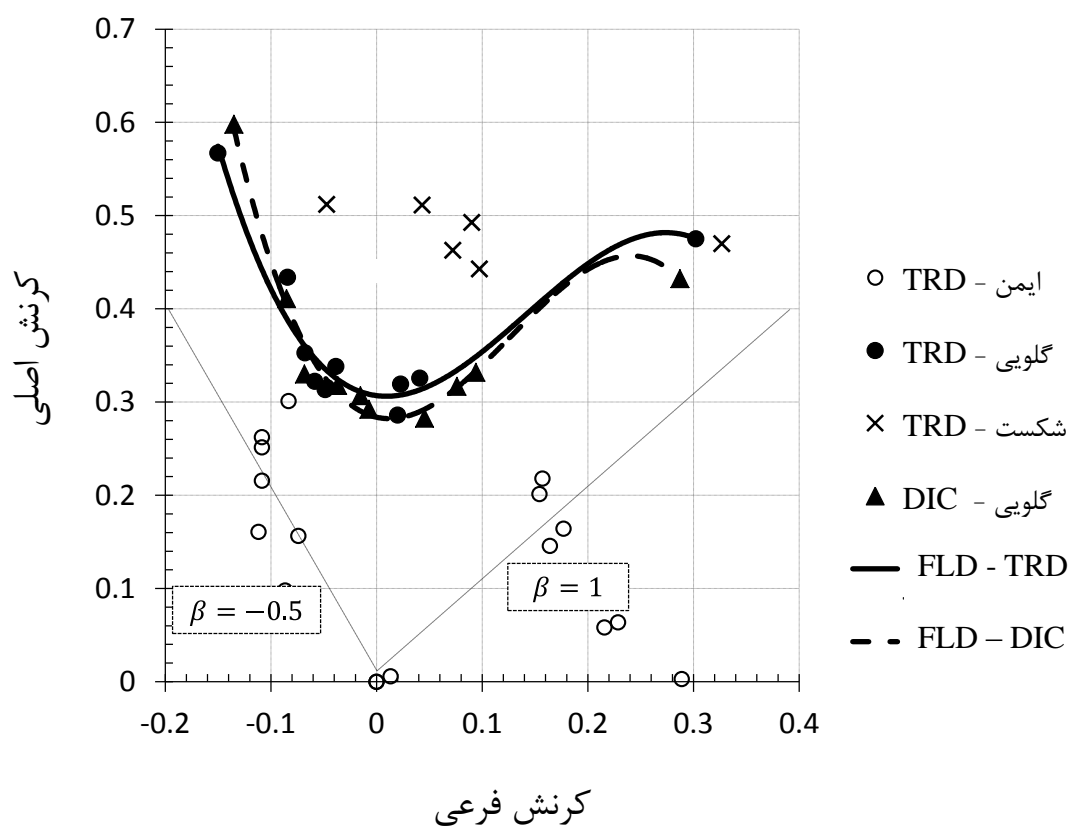 0.7
0.6
0.5
0.4
0.3
0.2
0.1
0
-0.2 -0.1 0 0.1 0.2 0.3 0.4
کرنش اصلی
کرنش فرعی
β = −0.5
β = 1
TRD - ایمن
TRD - گلویی
TRD - شکست
DIC - گلویی
FLD - TRD
FLD – DIC